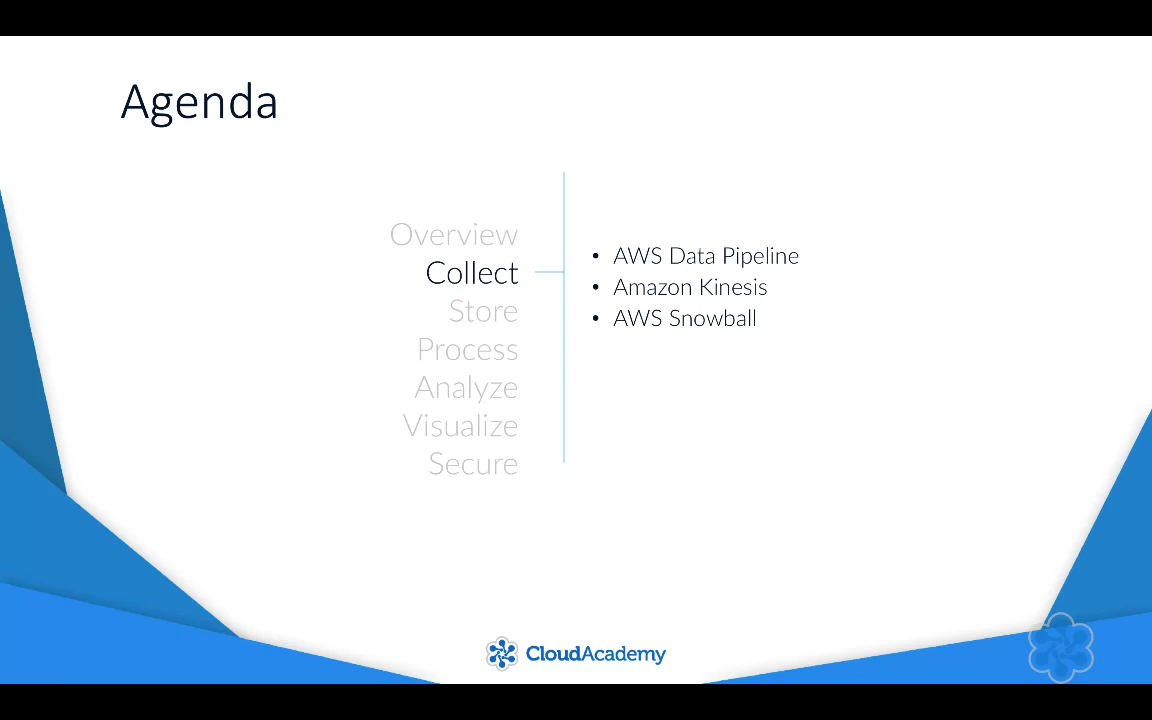 Agenda
Overview
Collect
Store
Process
Analyze
Visualize
Secure
• AWS Data Pipeline
• Amazon Kinesis
• AWS Snowball
CloudAcademy